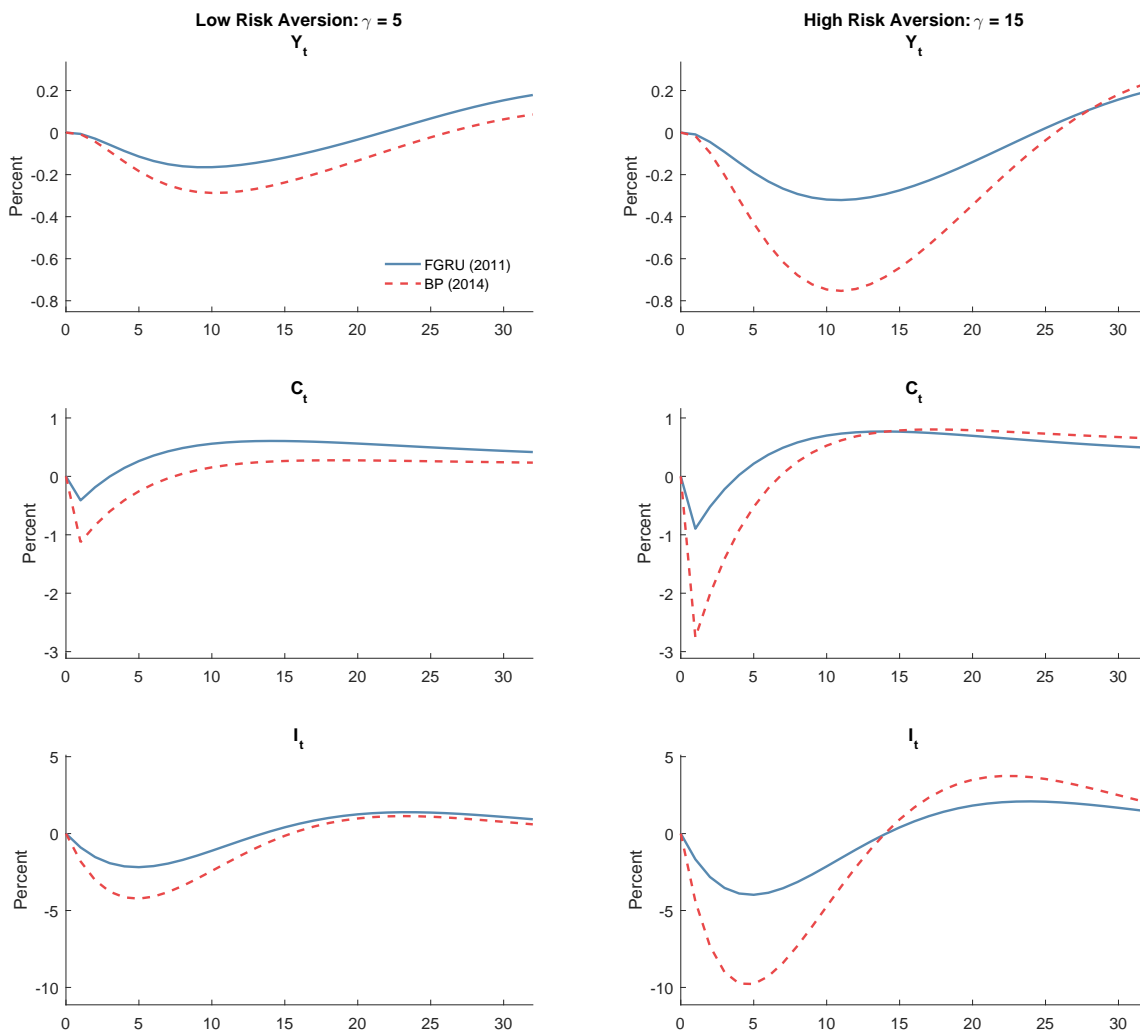 Low Risk Aversion: γ = 5
Y_t
Percent
0.2
0
-0.2
-0.4
-0.6
-0.8
FGRU (2011)
BP (2014)
0 5 10 15 20 25 30
High Risk Aversion: γ = 15
Y_t
Percent
0.2
0
-0.2
-0.4
-0.6
-0.8
0 5 10 15 20 25 30
C_t
Percent
1
0
-1
-2
-3
0 5 10 15 20 25 30
C_t
Percent
1
0
-1
-2
-3
0 5 10 15 20 25 30
I_t
Percent
5
0
-5
-10
0 5 10 15 20 25 30
I_t
Percent
5
0
-5
-10
0 5 10 15 20 25 30